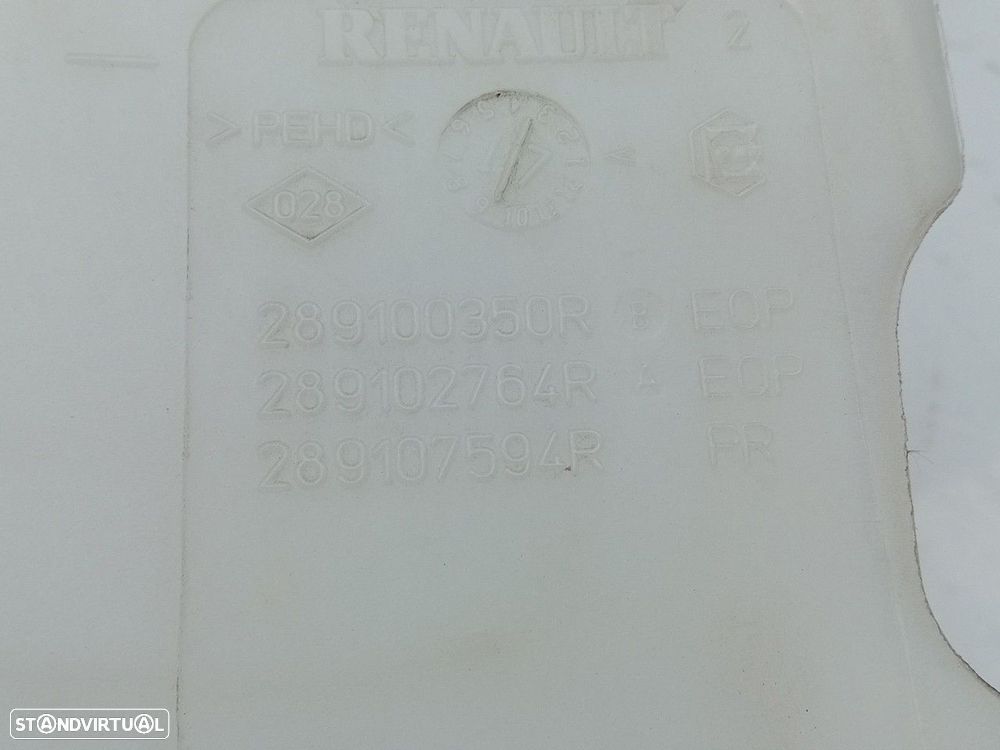 RENAULT 2
>PEHD<
028
289100350R B EOP
289102764R A EOP
289107594R PR
STANDVIRTUAL